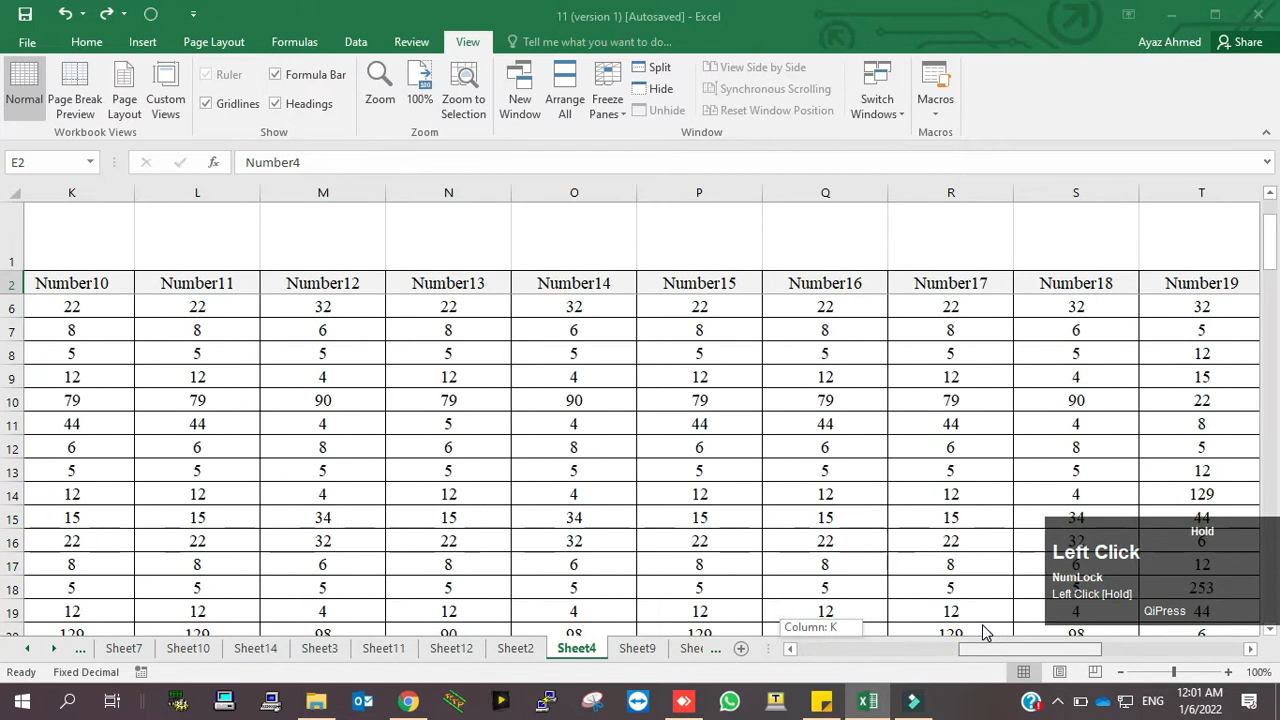 11 (version 1) [Autosaved] - Excel
File Home Insert Page Layout Formulas Data Review View Tell me what you want to do... Ayaz Ahmed Share
Normal Page Break Preview Page Layout Custom Views
Workbook Views
Ruler Formula Bar
Gridlines Headings
Show
Zoom 100% Zoom to Selection
Zoom
New Window Arrange All Freeze Panes
Split
Hide
Unhide
View Side by Side
Synchronous Scrolling
Reset Window Position
Switch Windows
Window
Macros
Macros
E2 fx Number4
K L M N O P Q R S T
1
2 Number10 Number11 Number12 Number13 Number14 Number15 Number16 Number17 Number18 Number19
6 22 22 32 22 32 22 22 22 32 32
7 8 8 6 8 6 8 8 8 6 5
8 5 5 5 5 5 5 5 5 5 12
9 12 12 4 12 4 12 12 12 4 15
10 79 79 90 79 90 79 79 79 90 22
11 44 44 4 5 4 44 44 44 4 8
12 6 6 8 6 8 6 6 6 8 5
13 5 5 5 5 5 5 5 5 5 12
14 12 12 4 12 4 12 12 12 4 129
15 15 15 34 15 34 15 15 15 34 44
16 22 22 32 22 32 22 22 22 32 6
17 8 8 6 8 6 8 8 8 6 12
18 5 5 5 5 5 5 5 5 5 253
19 12 12 4 12 4 12 12 12 4 44
20 129 129 98 90 98 129 129 98 6
Column: K
Hold
Left Click
NumLock
Left Click [Hold]
QiPress
... Sheet7 Sheet10 Sheet14 Sheet3 Sheet11 Sheet12 Sheet2 Sheet4 Sheet9 She ...
Ready Fixed Decimal 100%
ENG 12:01 AM
1/6/2022